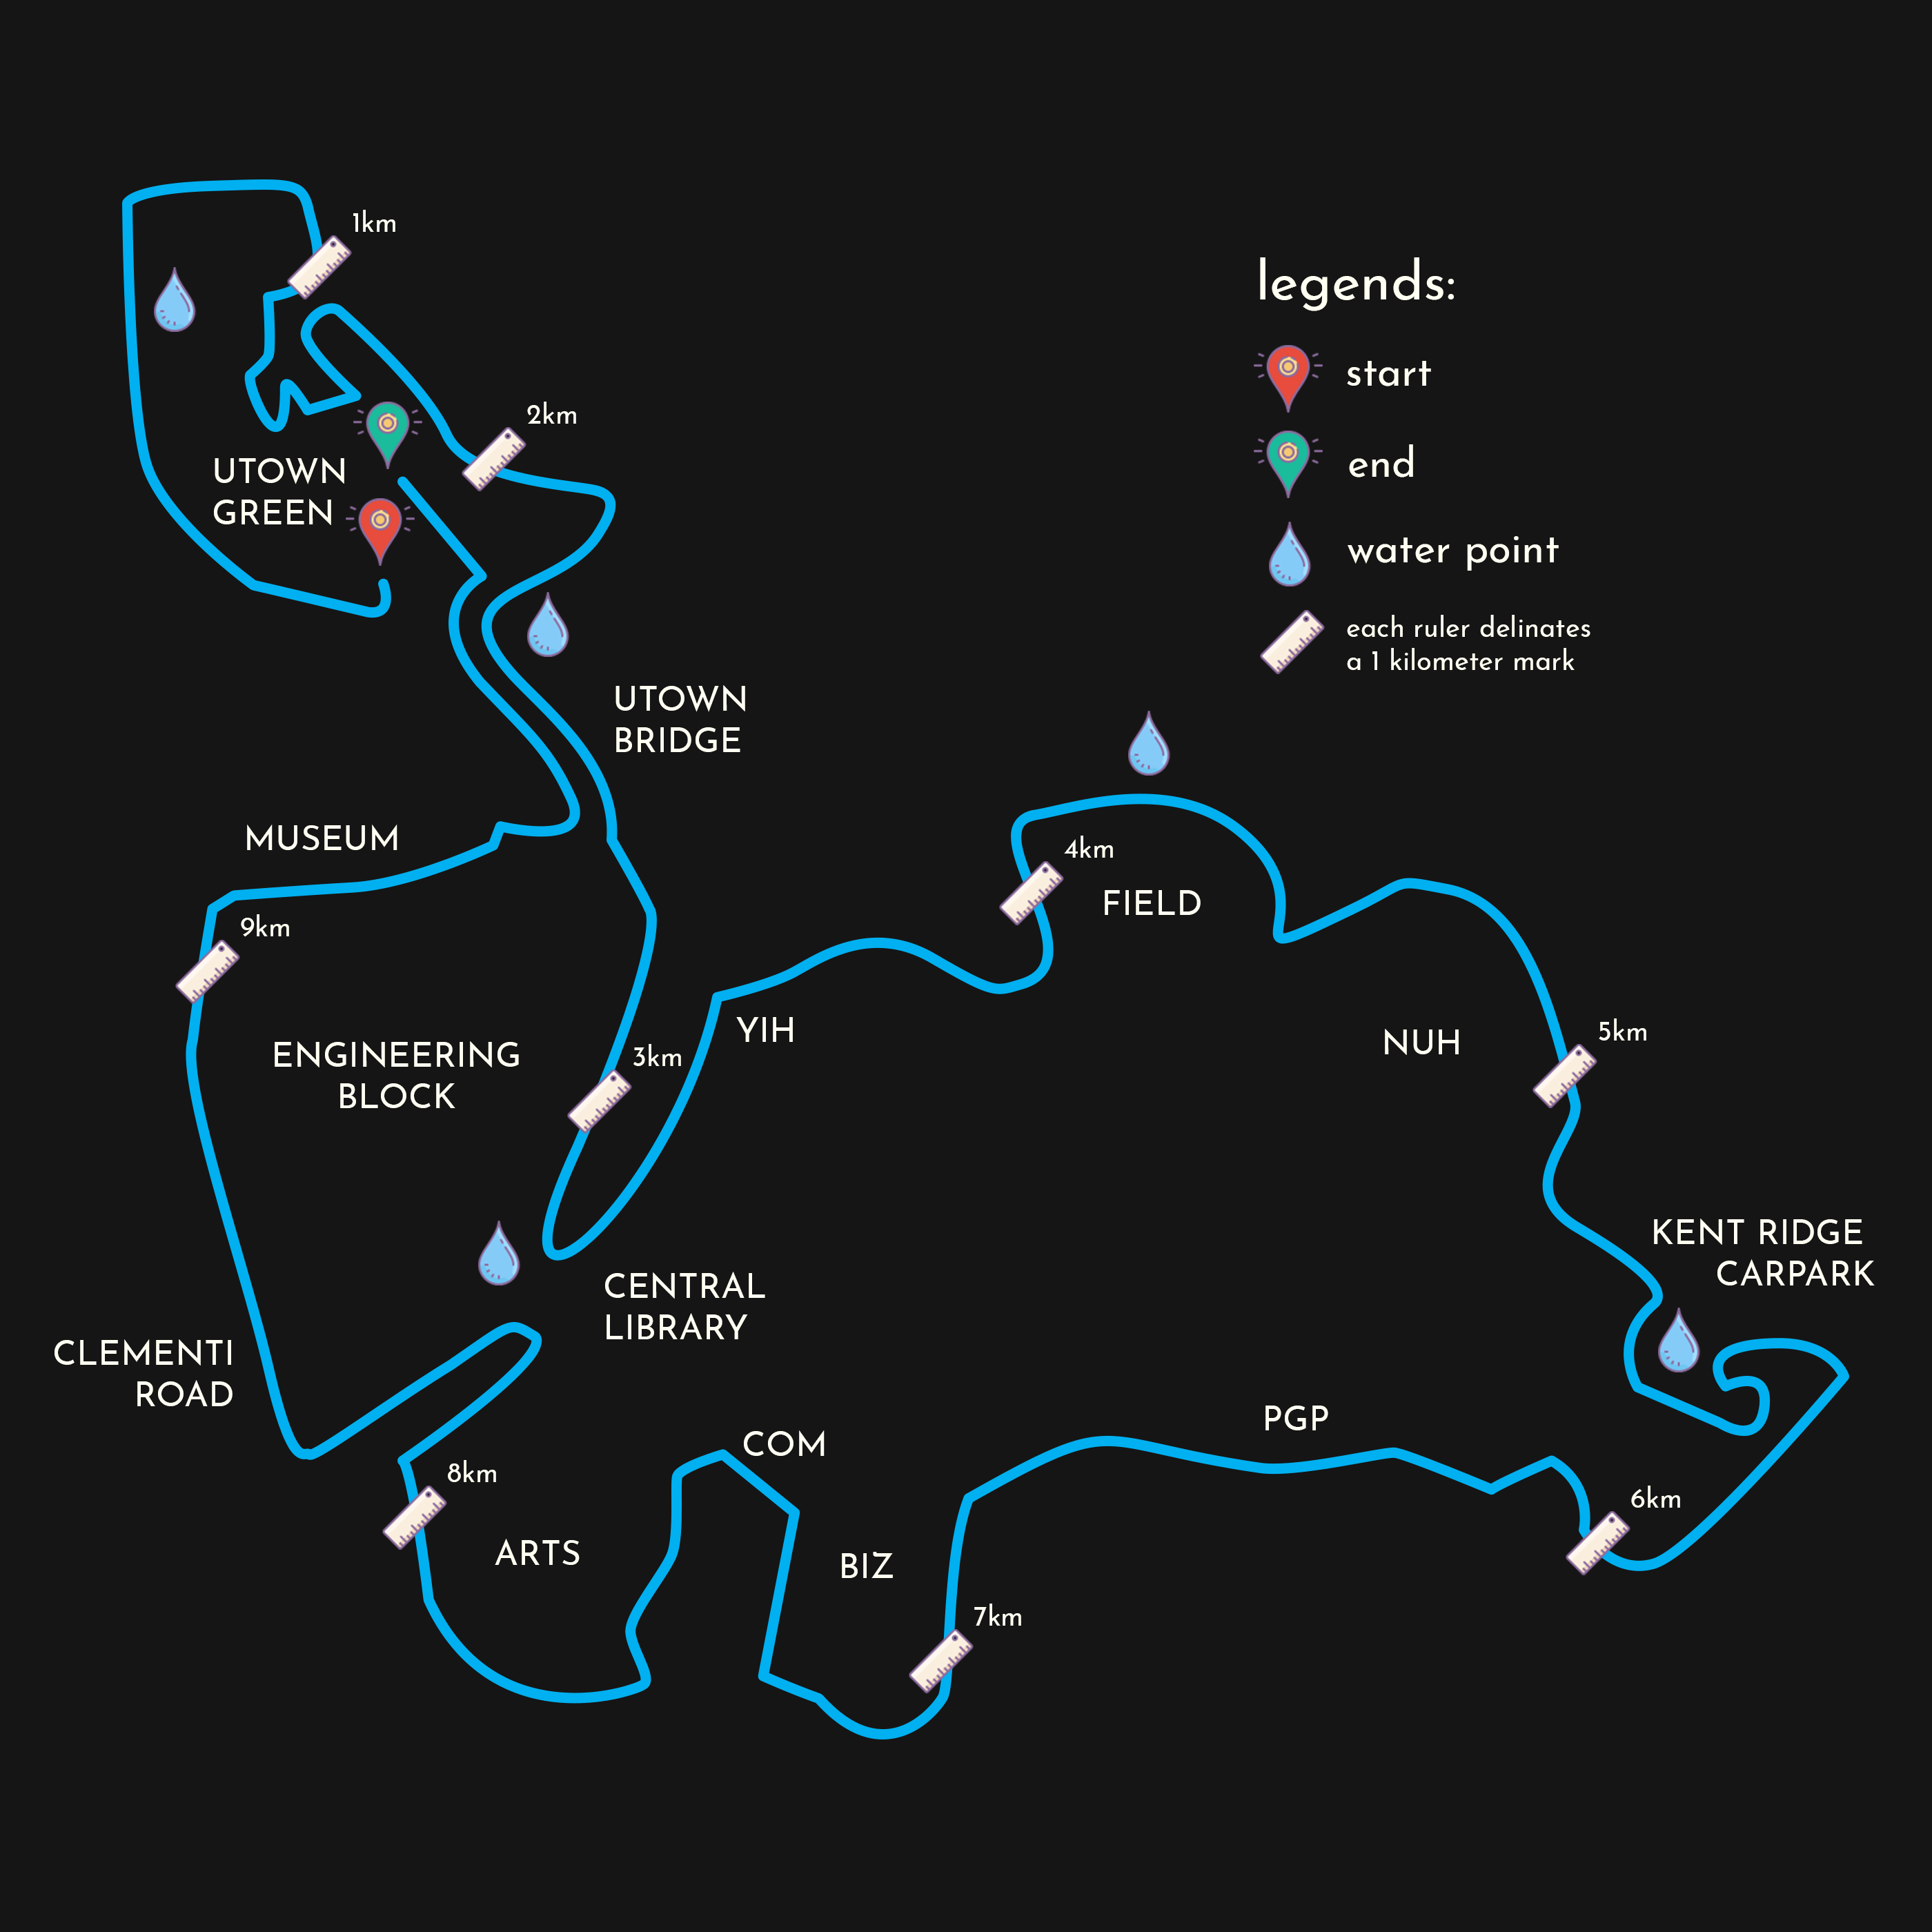 1km
legends:
start
2km
end
UTOWN
GREEN
water point
each ruler delinates
a 1 kilometer mark
UTOWN
BRIDGE
MUSEUM
4km
FIELD
9km
YIH
5km
NUH
ENGINEERING
BLOCK
3km
KENT RIDGE
CARPARK
CENTRAL
LIBRARY
CLEMENTI
ROAD
PGP
COM
8km
6km
ARTS
BIZ
7km